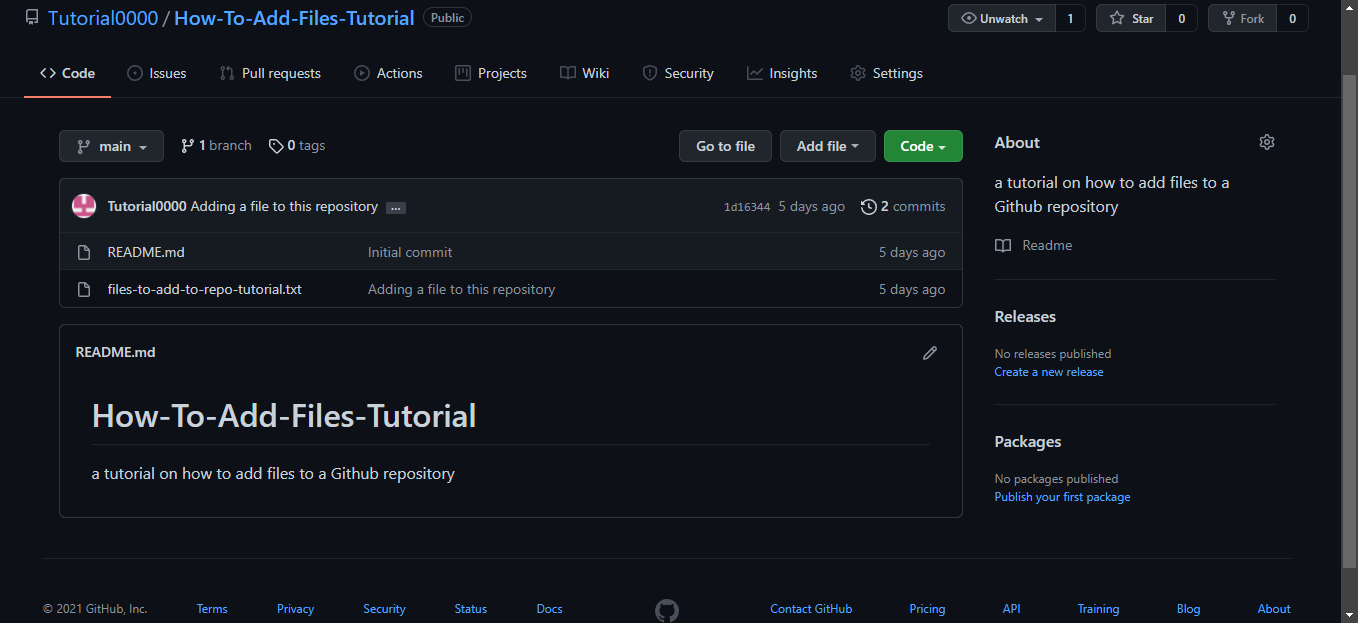 Tutorial0000 / How-To-Add-Files-Tutorial Public Unwatch 1 Star 0 Fork 0
Code Issues Pull requests Actions Projects Wiki Security Insights Settings
main 1 branch 0 tags Go to file Add file Code
Tutorial0000 Adding a file to this repository ... 1d16344 5 days ago 2 commits
README.md Initial commit 5 days ago
files-to-add-to-repo-tutorial.txt Adding a file to this repository 5 days ago
README.md
How-To-Add-Files-Tutorial
a tutorial on how to add files to a Github repository
About
a tutorial on how to add files to a
Github repository
Readme
Releases
No releases published
Create a new release
Packages
No packages published
Publish your first package
© 2021 GitHub, Inc. Terms Privacy Security Status Docs Contact GitHub Pricing API Training Blog About